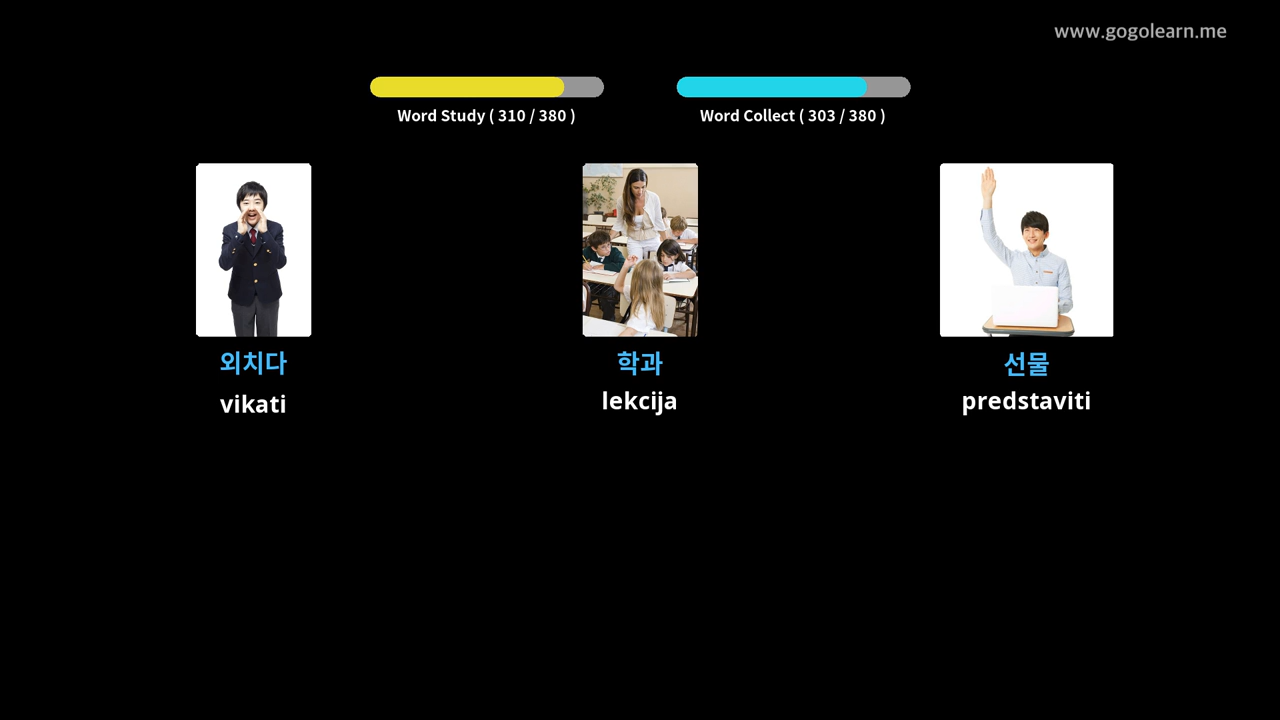 www.gogolearn.me
Word Study ( 310 / 380 )
Word Collect ( 303 / 380 )
외치다
학과
선물
vikati
lekcija
predstaviti